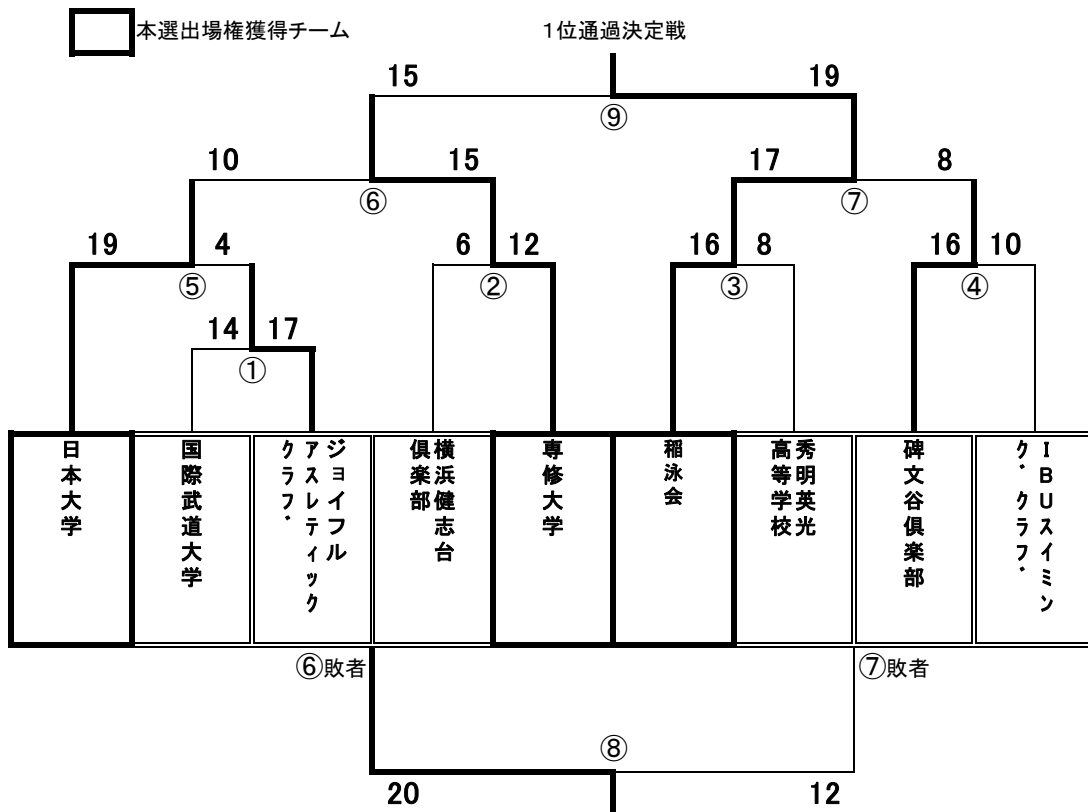 本選出場権獲得チーム
1位通過決定戦
15
19
⑨
10
15
17
8
⑥
⑦
19
4
6
12
16
8
16
10
⑤
②
③
④
14
17
①
日本大学
国際武道大学
ジョイフル
アスレティック
クラブ
横浜健志台
倶楽部
専修大学
稲泳会
秀明英光
高等学校
碑文谷倶楽部
IBUスイミン
グ゙クラブ
⑥敗者
⑦敗者
⑧
20
12